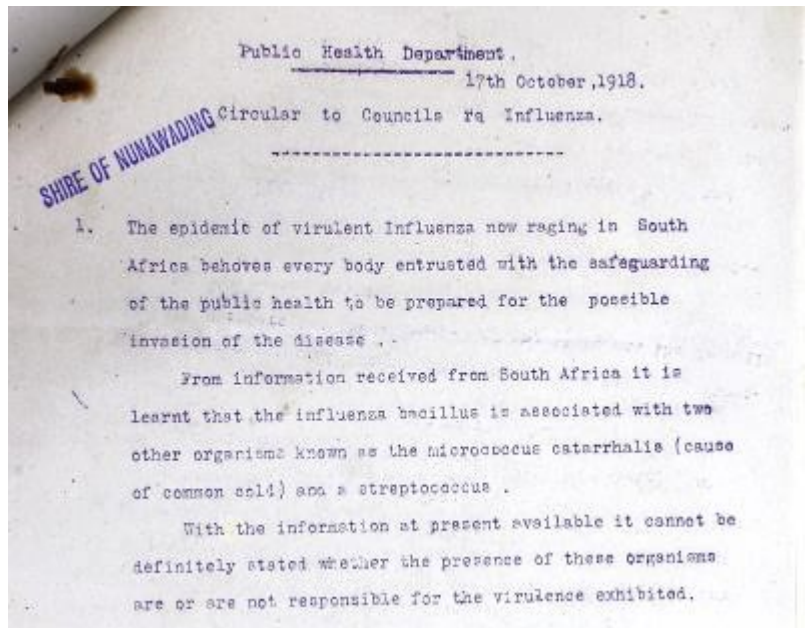 Public Health Department.
17th October, 1918.
Circular to Councils re Influenza.
SHIRE OF NUNAWADING
1. The epidemic of virulent Influenza now raging in South
Africa behoves every body entrusted with the safeguarding
of the public health to be prepared for the possible
invasion of the disease .
From information received from South Africa it is
learnt that the influenza bacillus is associated with two
other organisms known as the micrococcus catarrhalis (cause
of common cold) and a streptococcus .
With the information at present available it cannot be
definitely stated whether the presence of these organisms
are or are not responsible for the virulence exhibited.